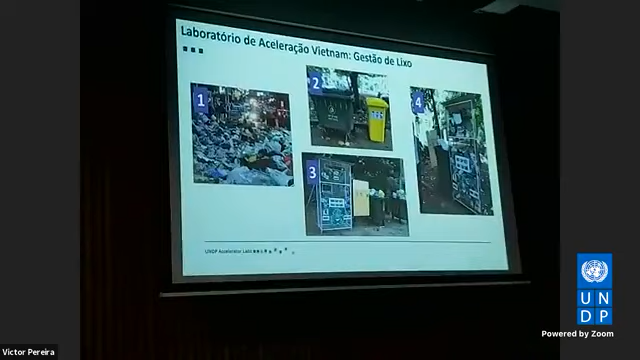 Laboratório de Aceleração Vietnam: Gestão de Lixo
1
2
3
4
UNDP Accelerator Labs
Victor Pereira
U N
D P
Powered by Zoom